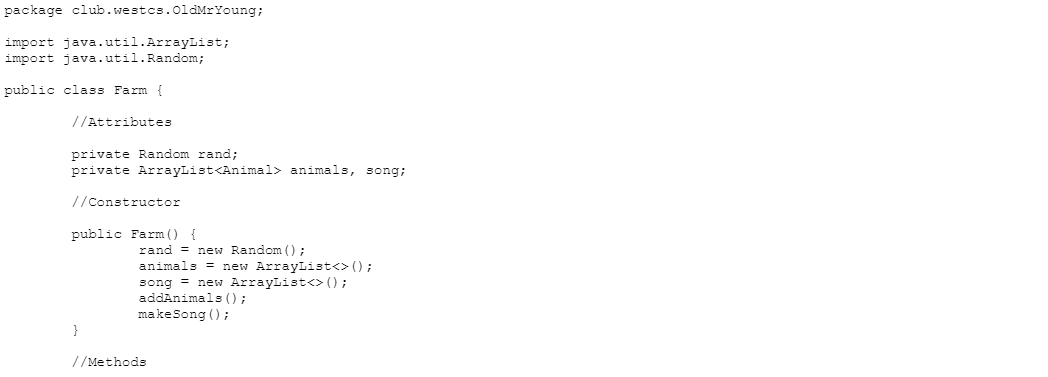 package club.westcs.OldMrYoung;
import java.util.ArrayList;
import java.util.Random;
public class Farm {
//Attributes
private Random rand;
private ArrayList<Animal> animals, song;
//Constructor
public Farm() {
rand = new Random();
animals = new ArrayList<>();
song = new ArrayList<>();
addAnimals();
makeSong();
}
//Methods